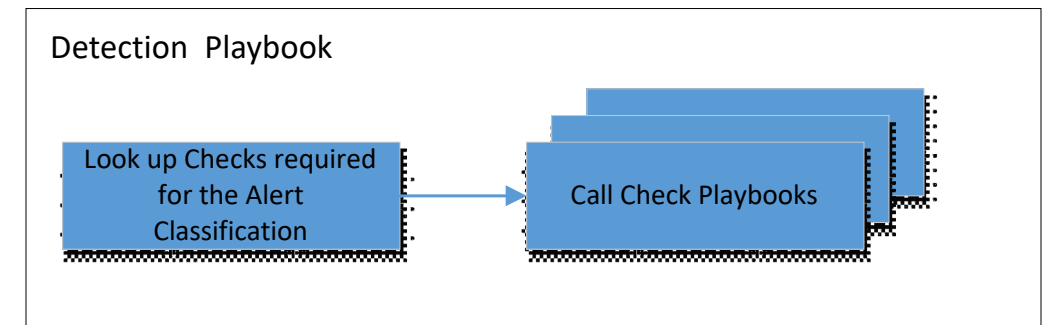 Detection Playbook
Look up Checks required
for the Alert
Classification
Call Check Playbooks